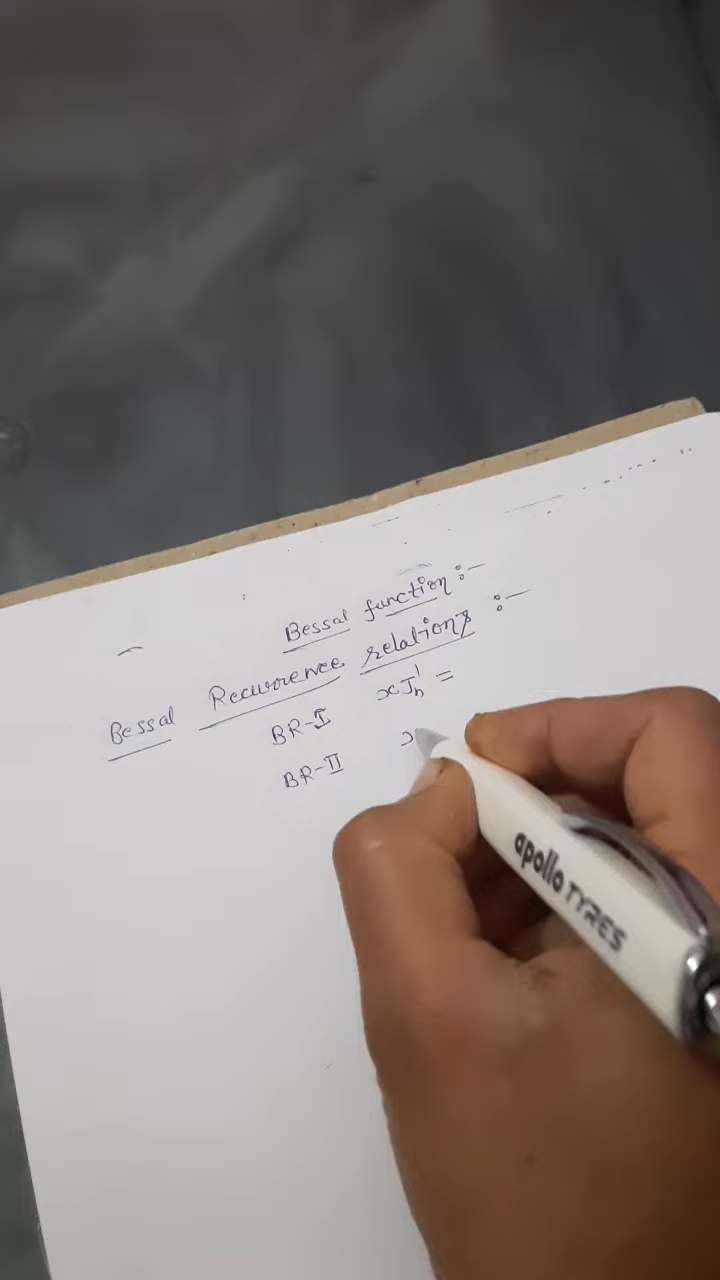 Bessal function :-
Bessal Recurrence relations :-
BR-I xJn' =
BR-II x
apollo TYRES